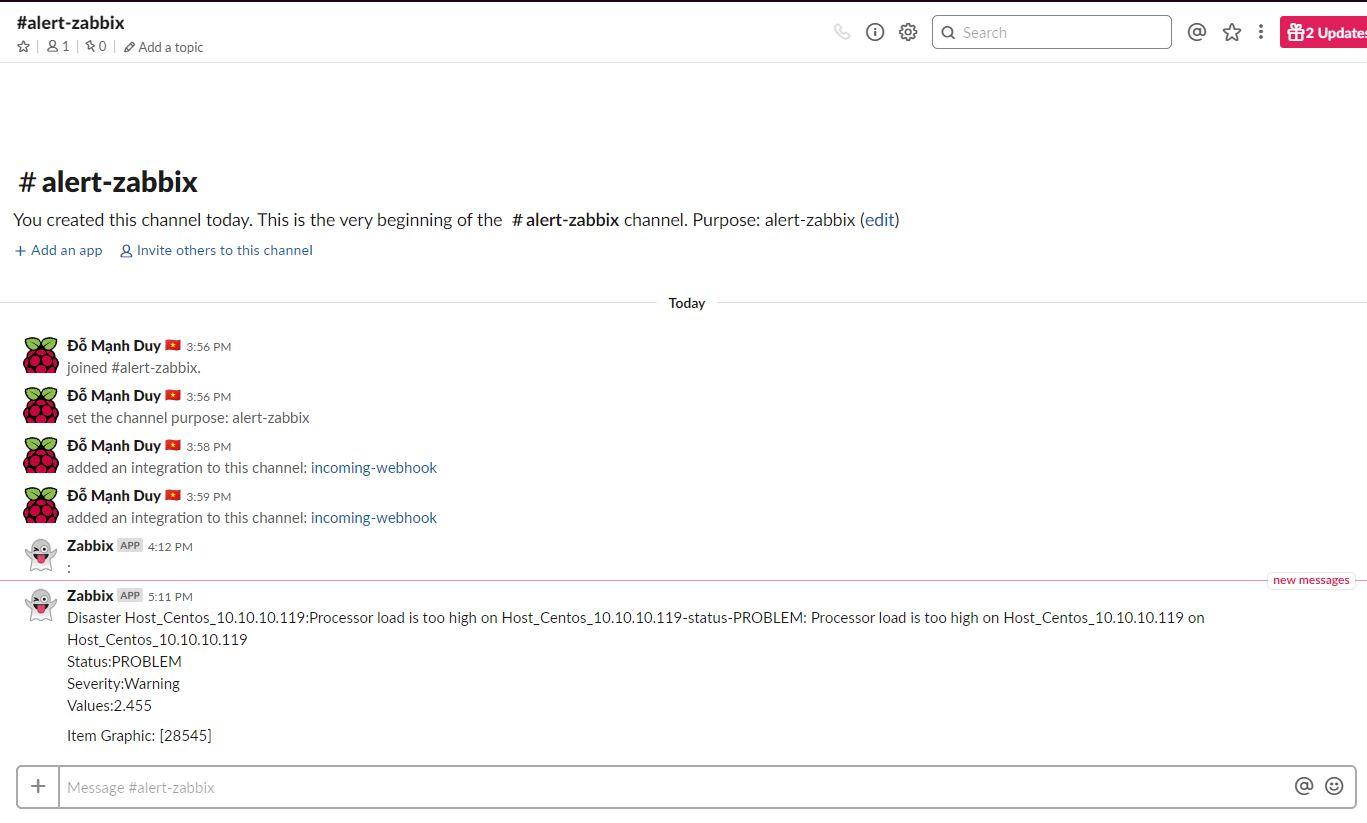 #alert-zabbix
1 0 Add a topic
Search
2 Updates
# alert-zabbix
You created this channel today. This is the very beginning of the # alert-zabbix channel. Purpose: alert-zabbix (edit)
+ Add an app Invite others to this channel
Today
Đỗ Mạnh Duy 3:56 PM
joined #alert-zabbix.
Đỗ Mạnh Duy 3:56 PM
set the channel purpose: alert-zabbix
Đỗ Mạnh Duy 3:58 PM
added an integration to this channel: incoming-webhook
Đỗ Mạnh Duy 3:59 PM
added an integration to this channel: incoming-webhook
Zabbix APP 4:12 PM
:
new messages
Zabbix APP 5:11 PM
Disaster Host_Centos_10.10.10.119:Processor load is too high on Host_Centos_10.10.10.119-status-PROBLEM: Processor load is too high on Host_Centos_10.10.10.119 on
Host_Centos_10.10.10.119
Status:PROBLEM
Severity:Warning
Values:2.455
Item Graphic: [28545]
Message #alert-zabbix